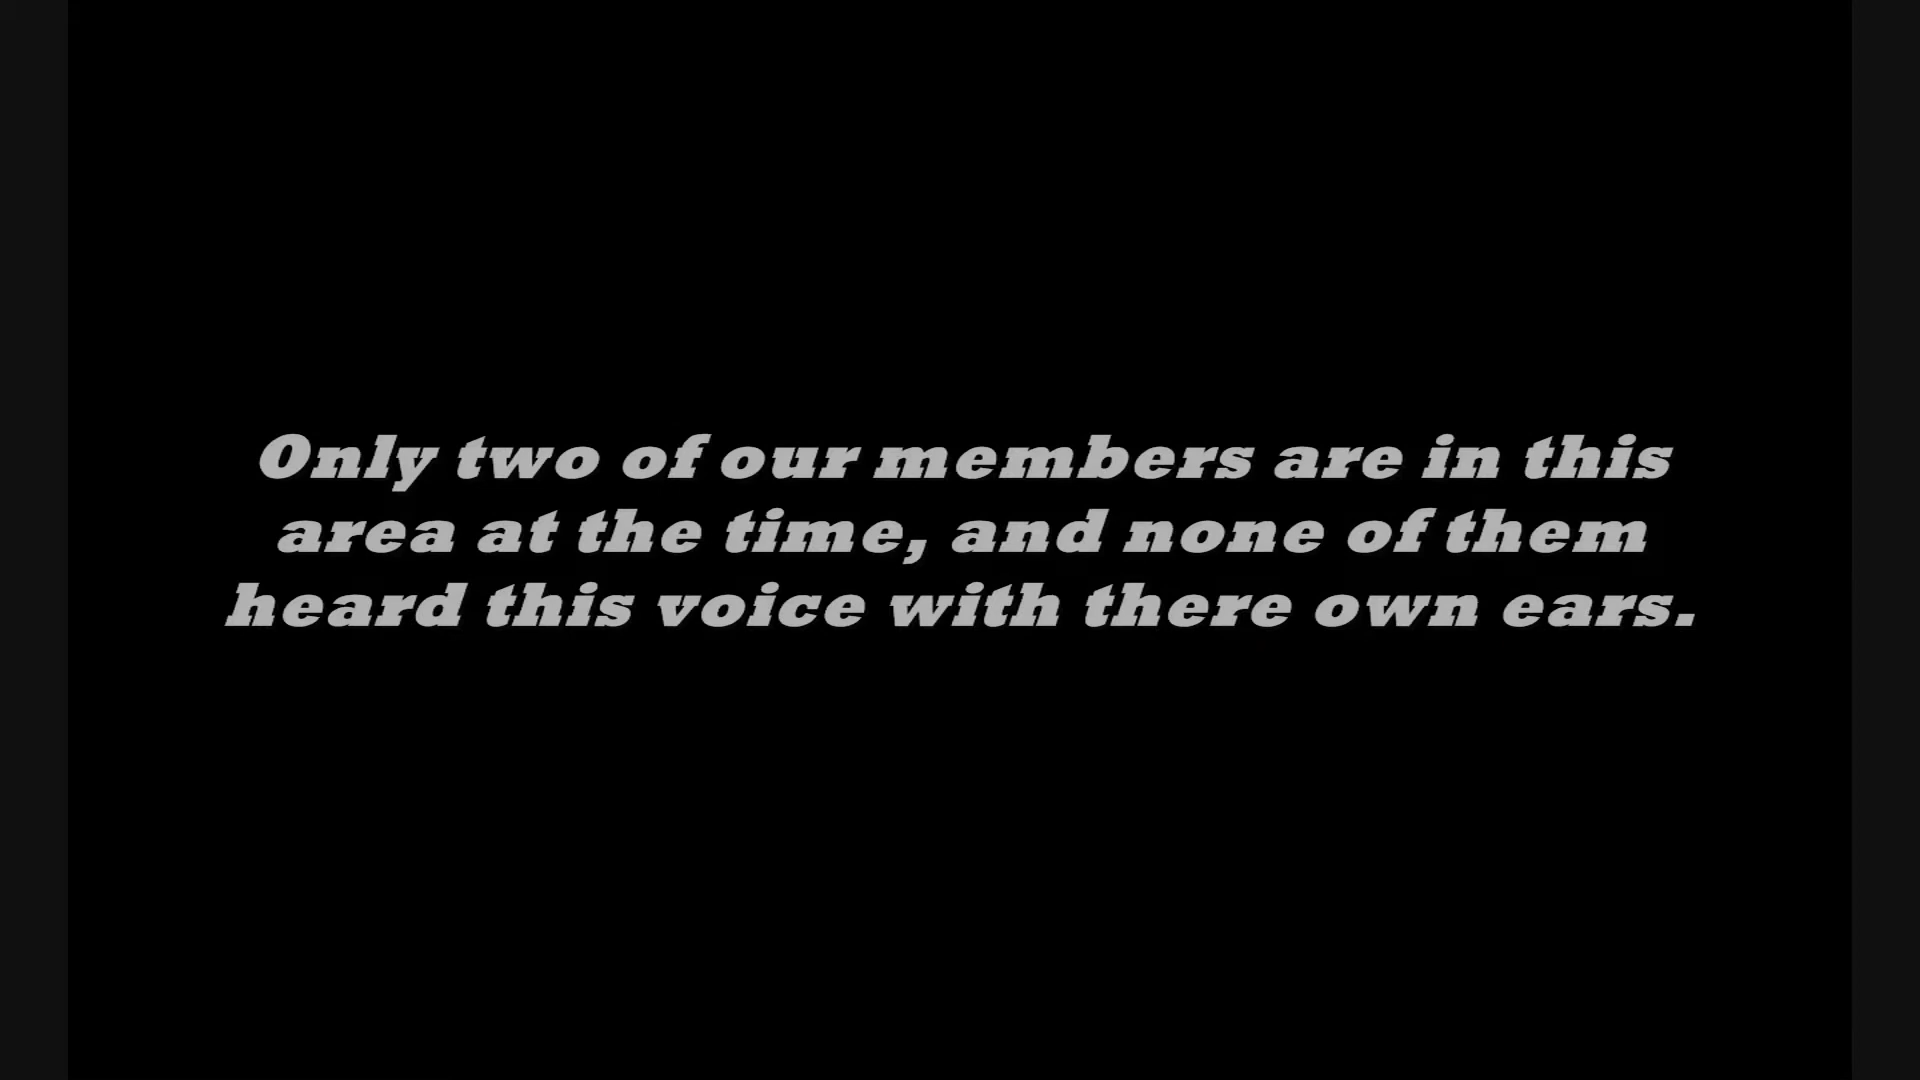 Only two of our members are in this
area at the time, and none of them
heard this voice with there own ears.